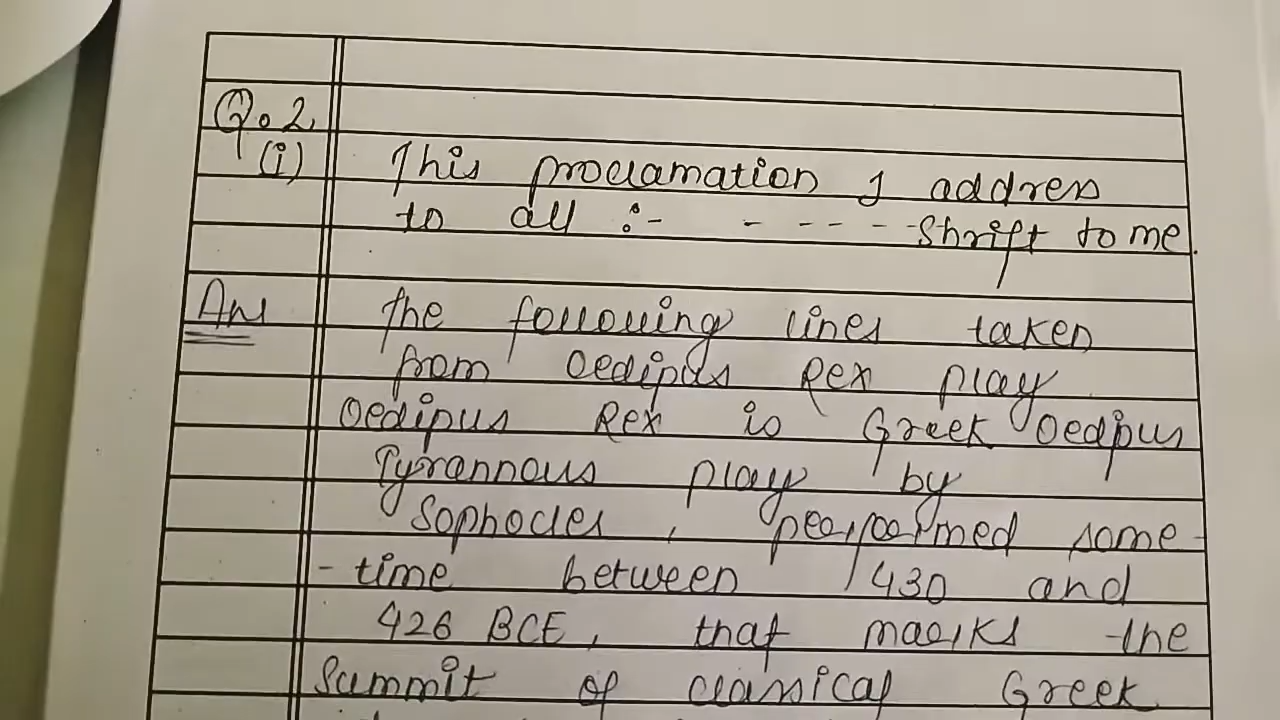 Q.2
(i) This proclamation I address
to all :- - - - - Shrift to me.
Ans The following lines taken
from Oedipus Rex play
Oedipus Rex is Greek Oedipus
Tyrannous play by
Sophocles, performed some
-time between 430 and
426 BCE, that marks the
Summit of classical Greek